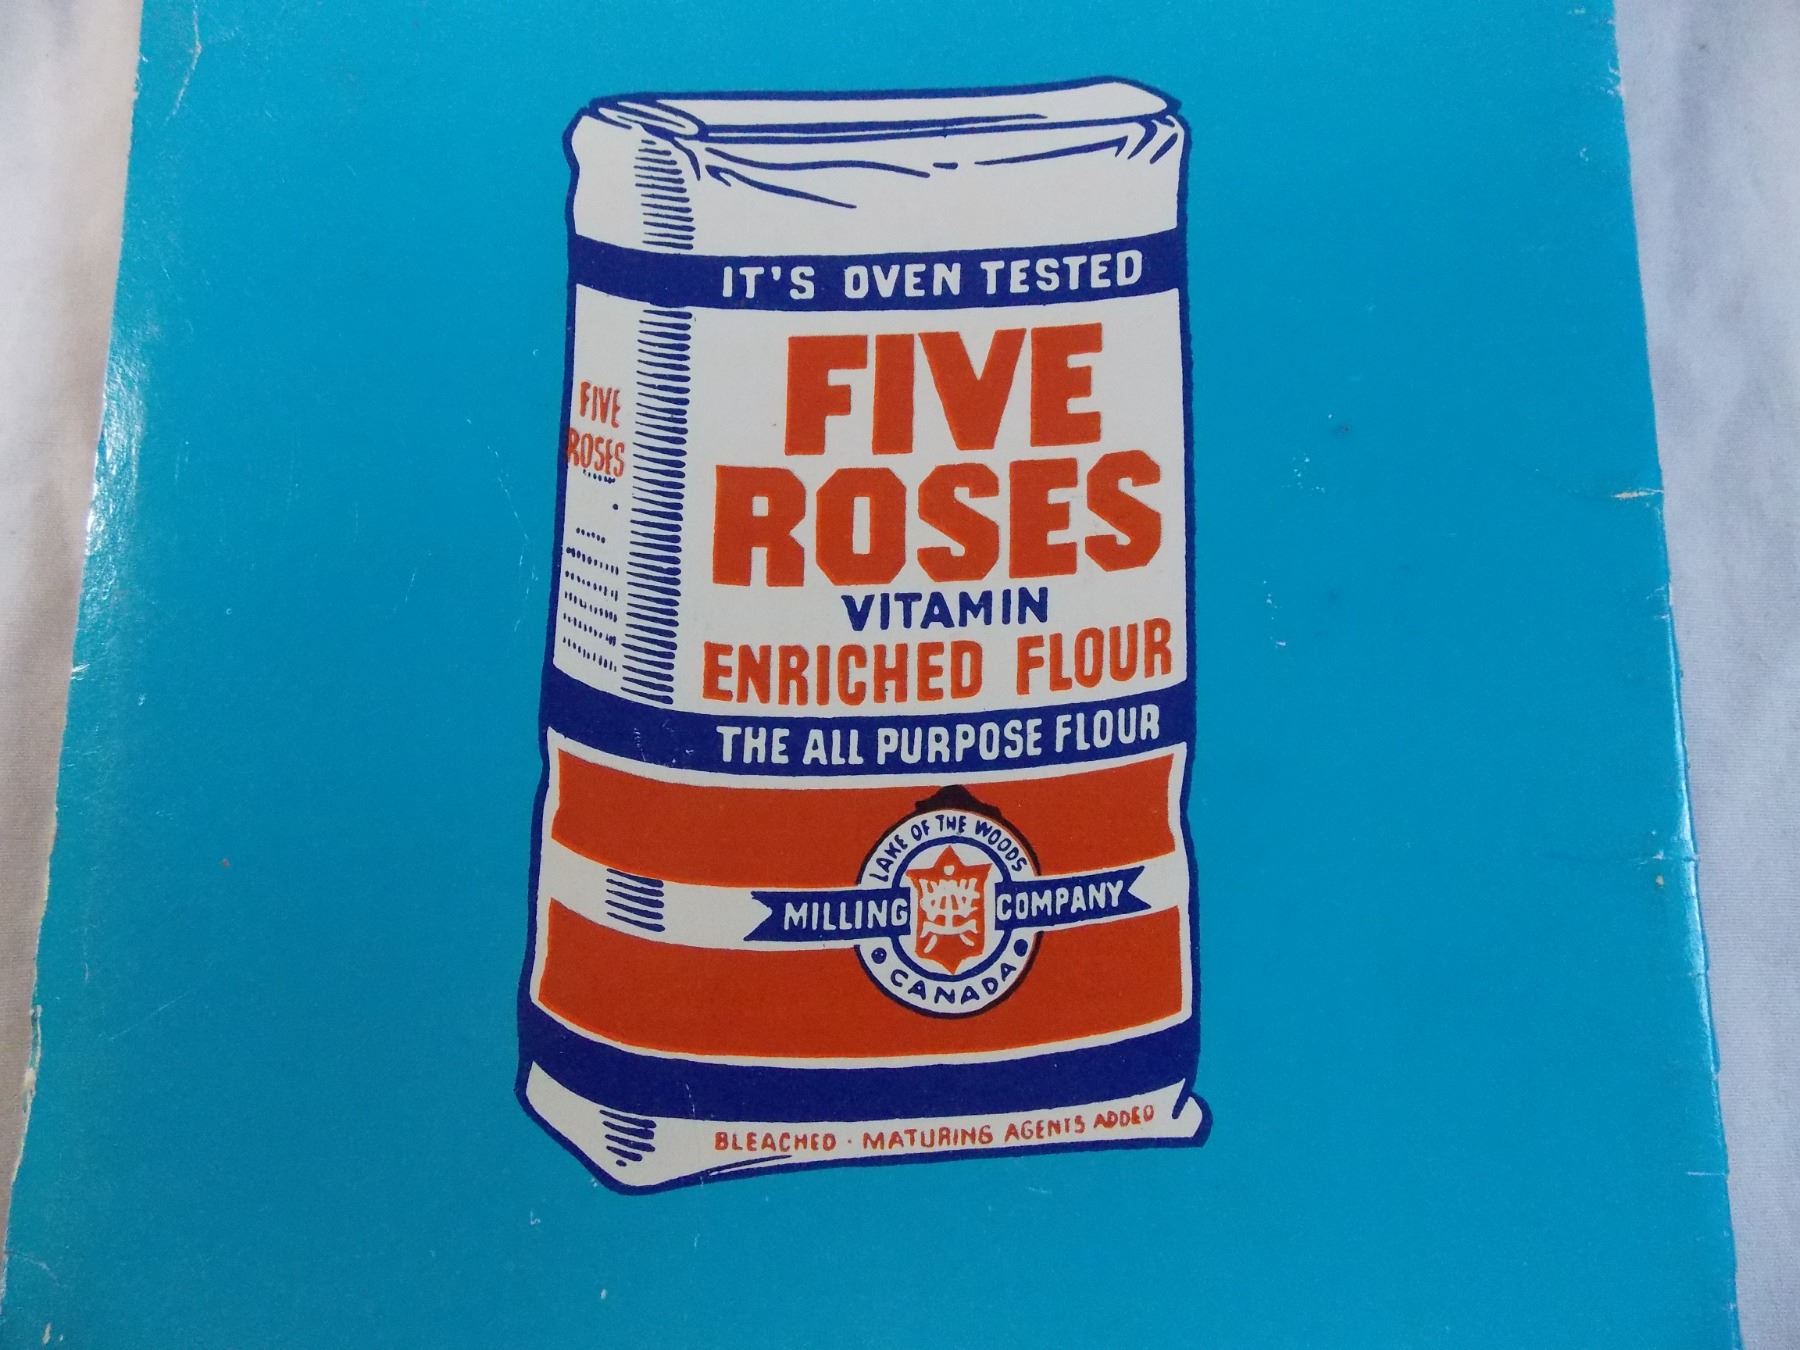 IT'S OVEN TESTED
FIVE
ROSES
FIVE
ROSES
VITAMIN
ENRICHED FLOUR
THE ALL PURPOSE FLOUR
LAKE OF THE WOODS
MILLING COMPANY
CANADA
BLEACHED · MATURING AGENTS ADDED